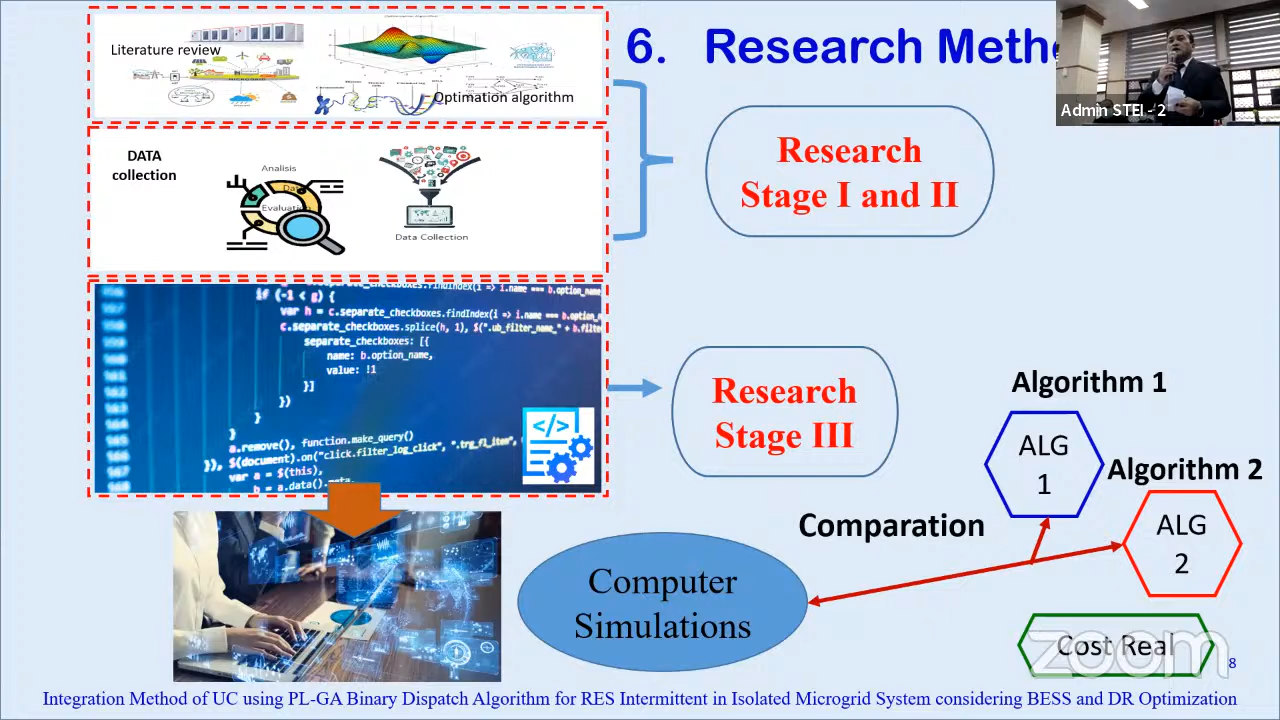 6. Research Meth
Admin STEI - 2
Literature review
Optimation algorithm
DATA
collection
Analisis
Data
Evaluating
Data Collection
Research
Stage I and II
if (-1 < g) {
var h = c.separate_checkboxes.findIndex(i => i.name === b.option_name,
c.separate_checkboxes.splice(h, 1), $(".ub_filter_name_" + b.filte
separate_checkboxes: [{
name: b.option_name,
value: !1
}]
})
}
}
a.remove(), function.make_query()
}), $(document).on("click.filter_log_click", ".trg_fl_item",
var a = $(this),
</>
Research
Stage III
Algorithm 1
ALG
1
Algorithm 2
ALG
2
Comparation
Computer
Simulations
Cost Real
zoom
8
Integration Method of UC using PL-GA Binary Dispatch Algorithm for RES Intermittent in Isolated Microgrid System considering BESS and DR Optimization